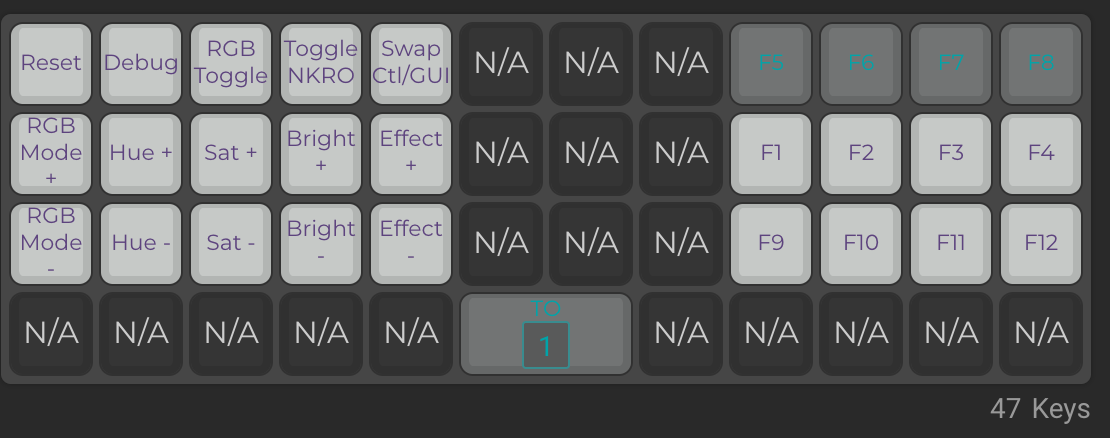 Reset Debug RGB Toggle Toggle NKRO Swap Ctl/GUI N/A N/A N/A F5 F6 F7 F8
RGB Mode + Hue + Sat + Bright + Effect + N/A N/A N/A F1 F2 F3 F4
RGB Mode - Hue - Sat - Bright - Effect - N/A N/A N/A F9 F10 F11 F12
N/A N/A N/A N/A N/A TO 1 N/A N/A N/A N/A N/A
47 Keys